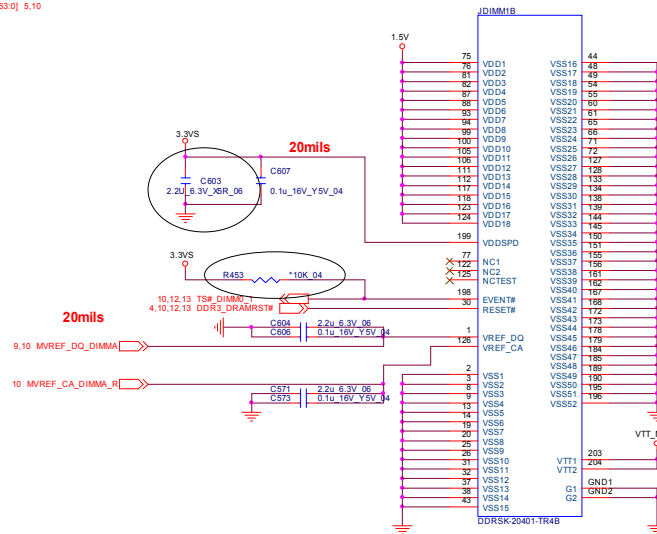 63:0] 5,10
JDIMM1B
1.5V
75 VDD1
76 VDD2
81 VDD3
82 VDD4
87 VDD5
88 VDD6
93 VDD7
94 VDD8
99 VDD9
100 VDD10
105 VDD11
106 VDD12
111 VDD13
112 VDD14
117 VDD15
118 VDD16
123 VDD17
124 VDD18
199 VDDSPD
77 NC1
122 NC2
125 NCTEST
198 EVENT#
30 RESET#
1 VREF_DQ
126 VREF_CA
2 VSS1
3 VSS2
8 VSS3
9 VSS4
13 VSS5
14 VSS6
19 VSS7
20 VSS8
25 VSS9
26 VSS10
31 VSS11
32 VSS12
37 VSS13
38 VSS14
43 VSS15
VSS16 44
VSS17 48
VSS18 49
VSS19 54
VSS20 55
VSS21 60
VSS22 61
VSS23 65
VSS24 66
VSS25 71
VSS26 72
VSS27 127
VSS28 128
VSS29 133
VSS30 134
VSS31 138
VSS32 139
VSS33 144
VSS34 145
VSS35 150
VSS36 151
VSS37 155
VSS38 156
VSS39 161
VSS40 162
VSS41 167
VSS42 168
VSS43 172
VSS44 173
VSS45 178
VSS46 179
VSS47 184
VSS48 185
VSS49 189
VSS50 190
VSS51 195
VSS52 196
VTT1 203
VTT2 204
G1 GND1
G2 GND2
DDRSK-20401-TR4B
3.3VS
20mils
C603
2.2U_6.3V_X5R_06
C607
0.1u_16V_Y5V_04
3.3VS
R453 *10K_04
10,12,13 TS#_DIMM0_1
4,10,12,13 DDR3_DRAMRST#
20mils
C604 2.2u_6.3V_06
C606 0.1u_16V_Y5V_04
9,10 MVREF_DQ_DIMMA
10 MVREF_CA_DIMMA_R
C571 2.2u_6.3V_06
C573 0.1u_16V_Y5V_04